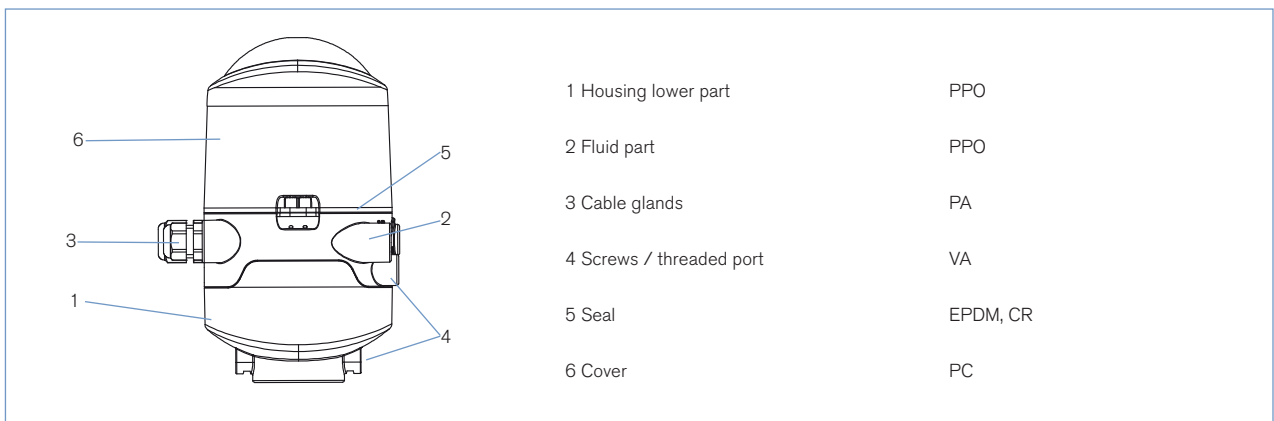 6
5
2
3
1
4
1 Housing lower part PPO
2 Fluid part PPO
3 Cable glands PA
4 Screws / threaded port VA
5 Seal EPDM, CR
6 Cover PC